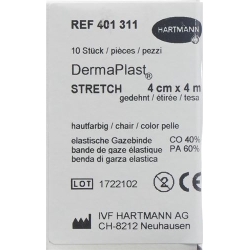 REF 401 311
HARTMANN
10 Stück / pièces / pezzi
DermaPlast®
STRETCH 4 cm x 4 m
gedehnt / étirée / tesa
hautfarbig / chair / color pelle
elastische Gazebinde CO 40%
bande de gaze élastique PA 60%
benda di garza elastica
LOT 1722102
2
IVF HARTMANN AG
CH-8212 Neuhausen